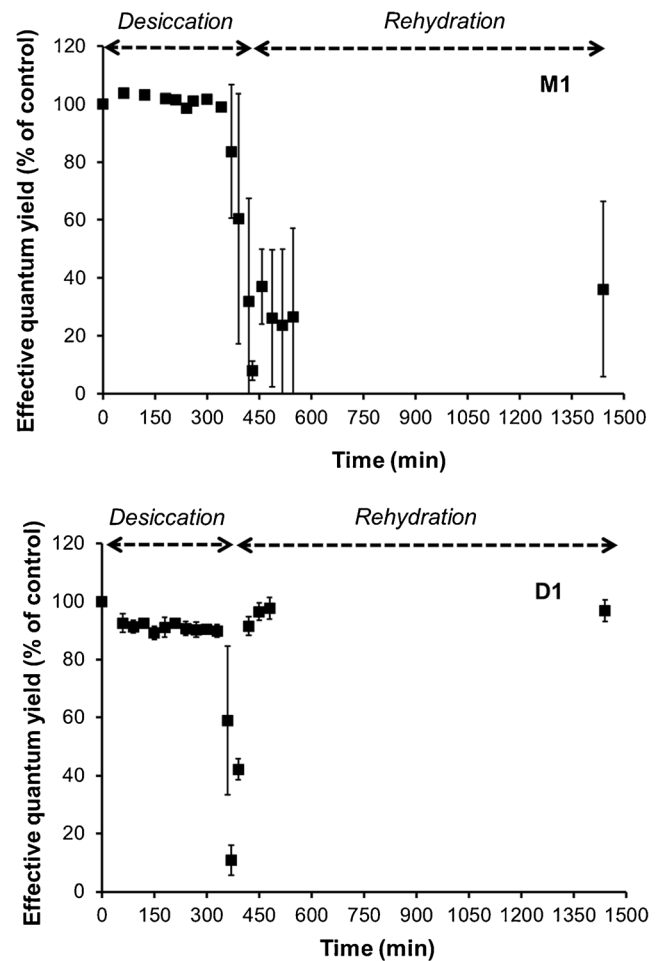 Desiccation Rehydration
120
M1
100
80
60
40
20
0
0 150 300 450 600 750 900 1050 1200 1350 1500
Effective quantum yield (% of control)
Time (min)
Desiccation Rehydration
120
D1
100
80
60
40
20
0
0 150 300 450 600 750 900 1050 1200 1350 1500
Effective quantum yield (% of control)
Time (min)